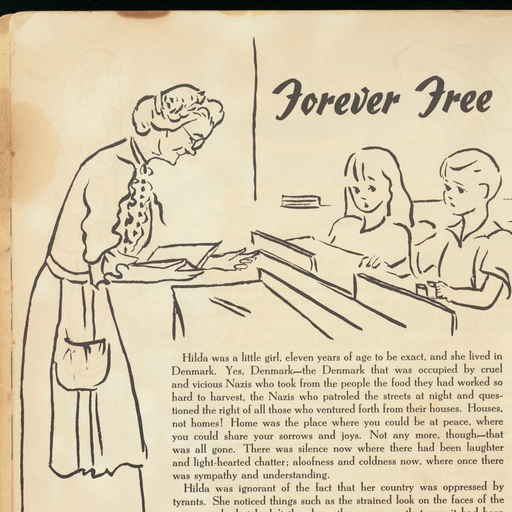 Forever Free
Hilda was a little girl, eleven years of age to be exact, and she lived in
Denmark. Yes, Denmark—the Denmark that was occupied by cruel
and vicious Nazis who took from the people the food they had worked so
hard to harvest, the Nazis who patroled the streets at night and ques-
tioned the right of all those who ventured forth from their houses. Houses,
not homes! Home was the place where you could be at peace, where
you could share your sorrows and joys. Not any more, though—that
was all gone. There was silence now where there had been laughter
and light-hearted chatter; aloofness and coldness now, where once there
was sympathy and understanding.
Hilda was ignorant of the fact that her country was oppressed by
tyrants. She noticed things such as the strained look on the faces of the